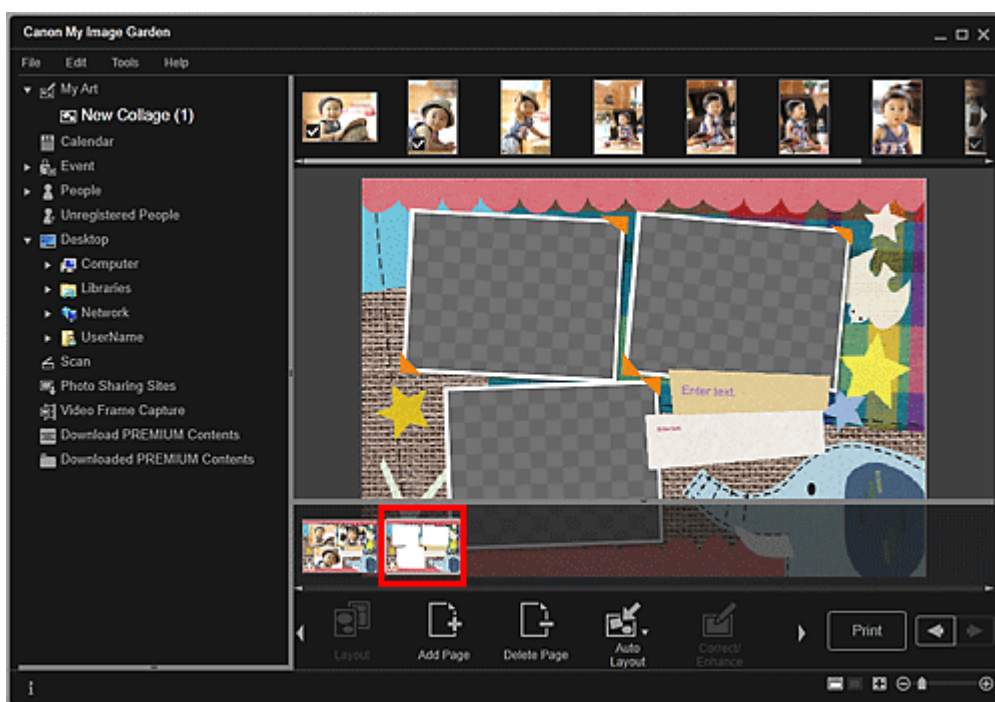 Canon My Image Garden
File Edit Tools Help
My Art
New Collage (1)
Calendar
Event
People
Unregistered People
Desktop
Computer
Libraries
Network
UserName
Scan
Photo Sharing Sites
Video Frame Capture
Download PREMIUM Contents
Downloaded PREMIUM Contents
Enter text.
Enter text.
Layout
Add Page
Delete Page
Auto
Layout
Correct/
Enhance
Print